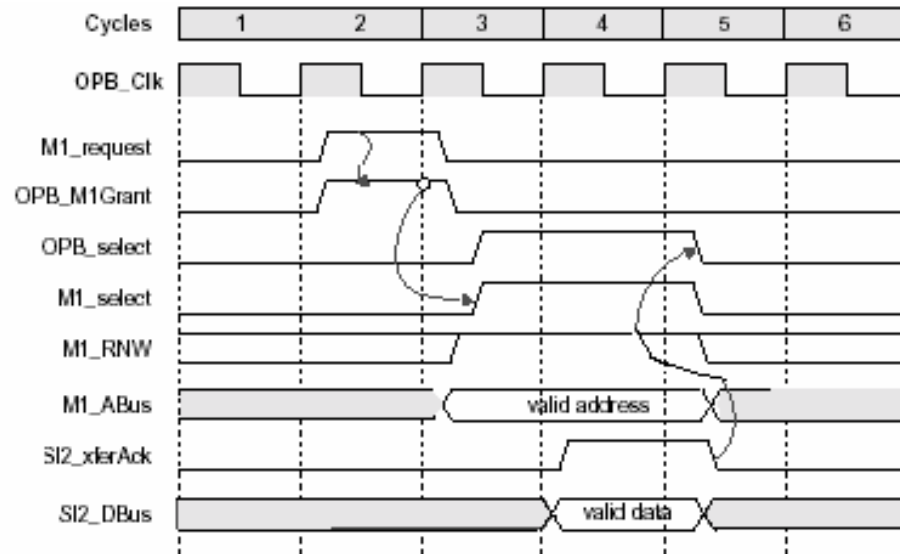 Cycles 1 2 3 4 5 6
OPB_Clk
M1_request
OPB_M1Grant
OPB_select
M1_select
M1_RNW
M1_ABus valid address
Sl2_xferAck
Sl2_DBus valid data